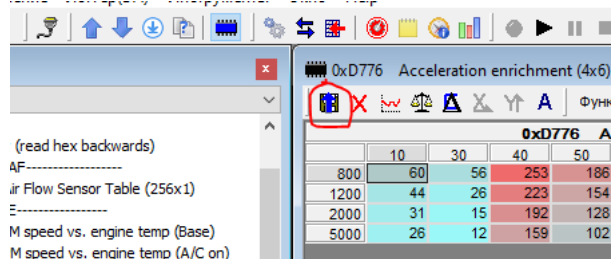 Help
0xD776 Acceleration enrichment (4x6)
A Функ
0xD776 A
10 30 40 50
800 60 56 253 186
1200 44 26 223 154
2000 31 15 192 128
5000 26 12 159 102
(read hex backwards)
AF------------------
ir Flow Sensor Table (256x1)
E-----------------
M speed vs. engine temp (Base)
M speed vs. engine temp (A/C on)